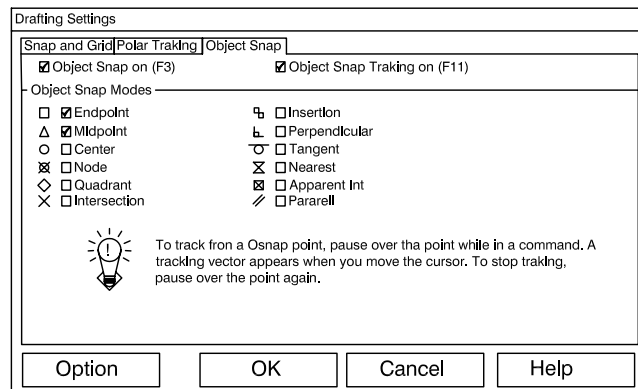 Drafting Settings
Snap and Grid Polar Traking Object Snap
Object Snap on (F3) Object Snap Traking on (F11)
Object Snap Modes
Endpoint Insertion
Midpoint Perpendicular
Center Tangent
Node Nearest
Quadrant Apparent Int
Intersection Pararell
To track fron a Osnap point, pause over tha point while in a command. A
tracking vector appears when you move the cursor. To stop traking,
pause over the point again.
Option OK Cancel Help